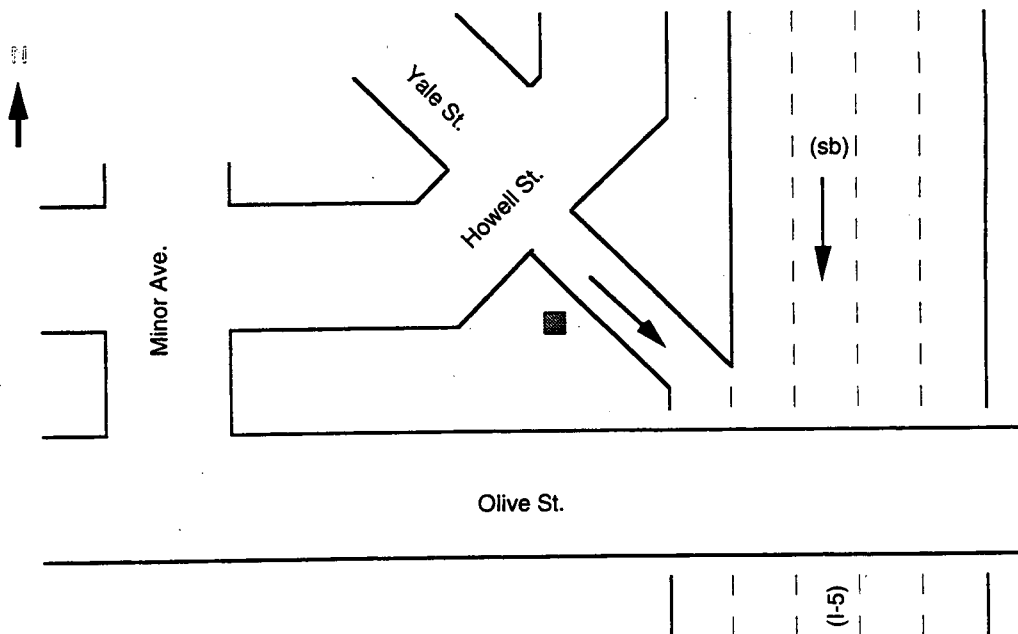 N
Yale St.
(sb)
Howell St.
Minor Ave.
Olive St.
(I-5)